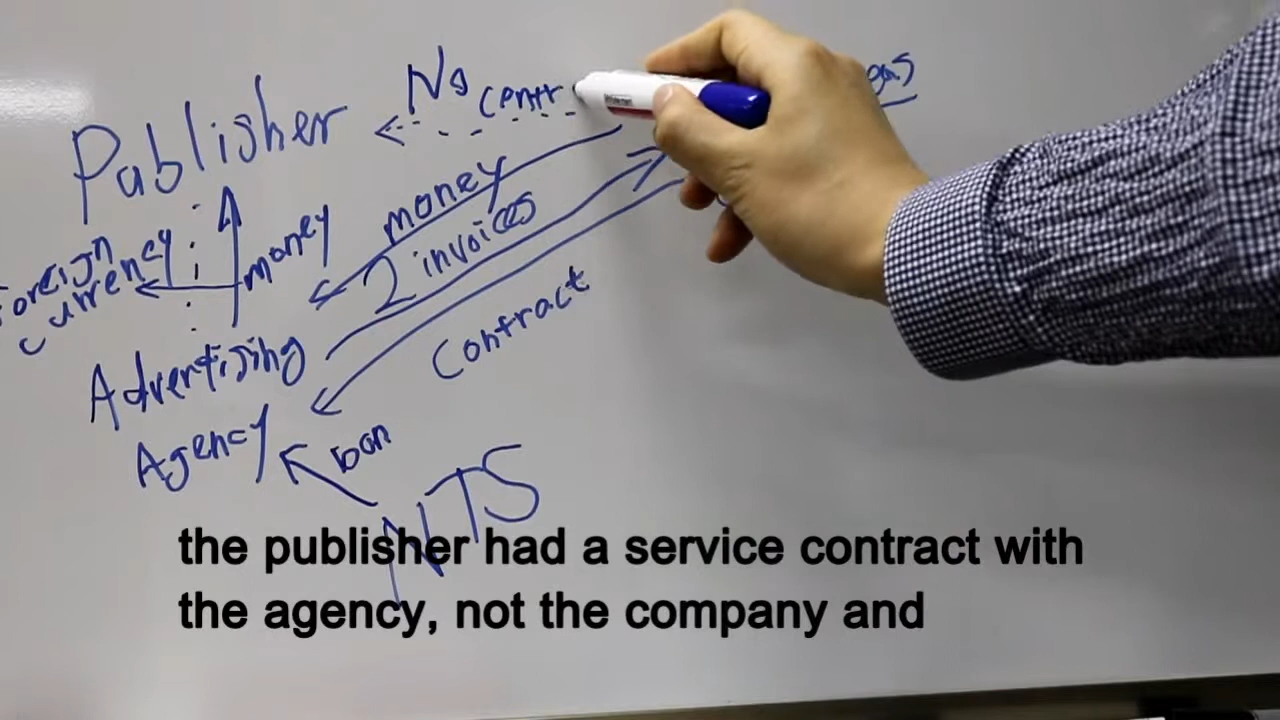 No contr
Publisher
money
2 invoices
Foreign
currency
money
contract
Advertising
Agency
loan
NTS
the publisher had a service contract with
the agency, not the company and